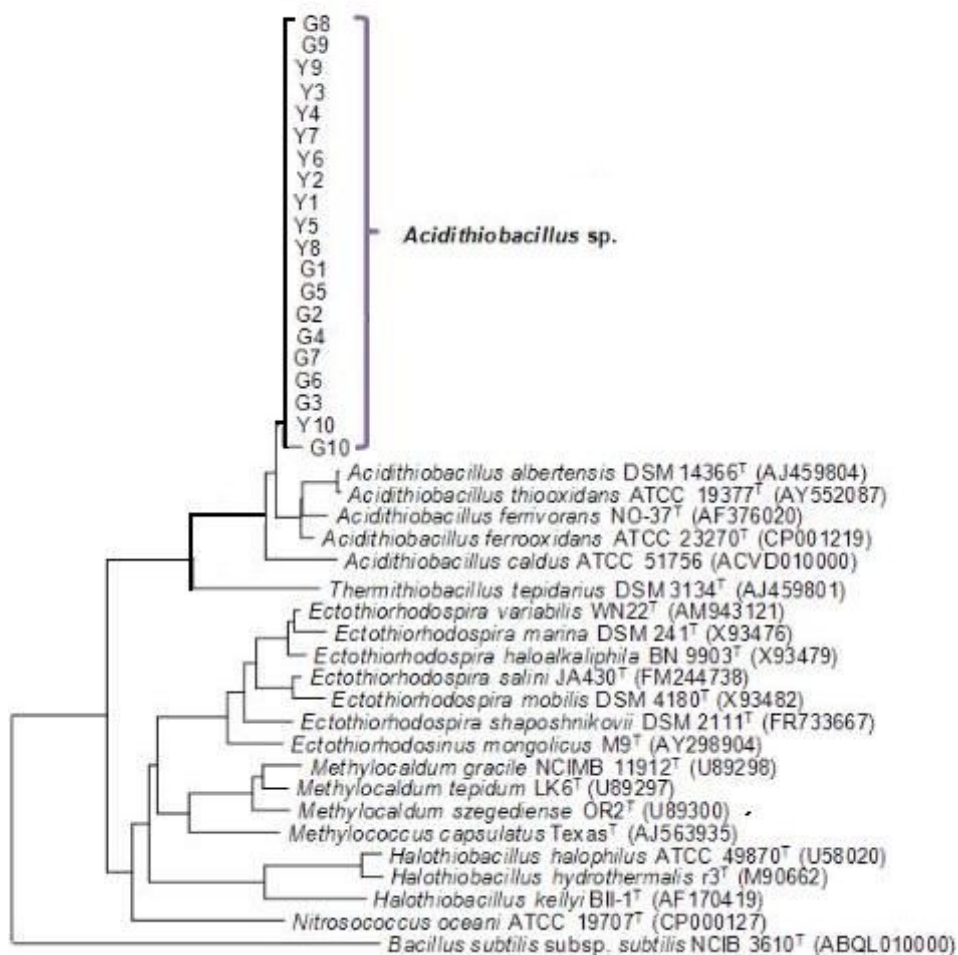 G8
G9
Y9
Y3
Y4
Y7
Y6
Y2
Y1
Y5
Y8
Acidithiobacillus sp.
G1
G5
G2
G4
G7
G6
G3
Y10
G10
Acidithiobacillus albertensis DSM 14366ᵀ (AJ459804)
Acidithiobacillus thiooxidans ATCC 19377ᵀ (AY552087)
Acidithiobacillus ferrivorans NO-37ᵀ (AF376020)
Acidithiobacillus ferrooxidans ATCC 23270ᵀ (CP001219)
Acidithiobacillus caldus ATCC 51756 (ACVD010000)
Thermithiobacillus tepidarius DSM 3134ᵀ (AJ459801)
Ectothiorhodospira variabilis WN22ᵀ (AM943121)
Ectothiorhodospira marina DSM 241ᵀ (X93476)
Ectothiorhodospira haloalkaliphila BN 9903ᵀ (X93479)
Ectothiorhodospira salini JA430ᵀ (FM244738)
Ectothiorhodospira mobilis DSM 4180ᵀ (X93482)
Ectothiorhodospira shaposhnikovii DSM 2111ᵀ (FR733667)
Ectothiorhodosinus mongolicus M9ᵀ (AY298904)
Methylocaldum gracile NCIMB 11912ᵀ (U89298)
Methylocaldum tepidum LK6ᵀ (U89297)
Methylocaldum szegediense OR2ᵀ (U89300)
Methylococcus capsulatus Texasᵀ (AJ563935)
Halothiobacillus halophilus ATCC 49870ᵀ (U58020)
Halothiobacillus hydrothermalis r3ᵀ (M90662)
Halothiobacillus kellyi BII-1ᵀ (AF170419)
Nitrosococcus oceani ATCC 19707ᵀ (CP000127)
Bacillus subtilis subsp. subtilis NCIB 3610ᵀ (ABQL010000)